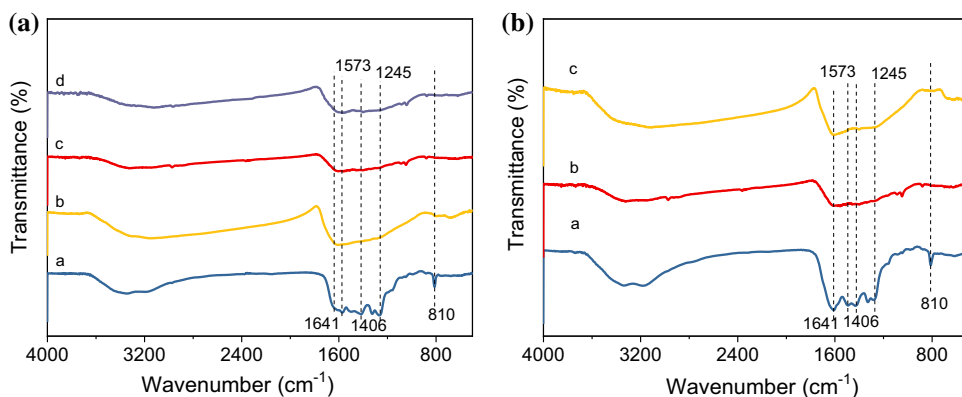 (a)
Transmittance (%)
d
c
b
a
1573
1245
1641
1406
810
4000 3200 2400 1600 800
Wavenumber (cm⁻¹)
(b)
Transmittance (%)
c
b
a
1573
1245
1641
1406
810
4000 3200 2400 1600 800
Wavenumber (cm⁻¹)